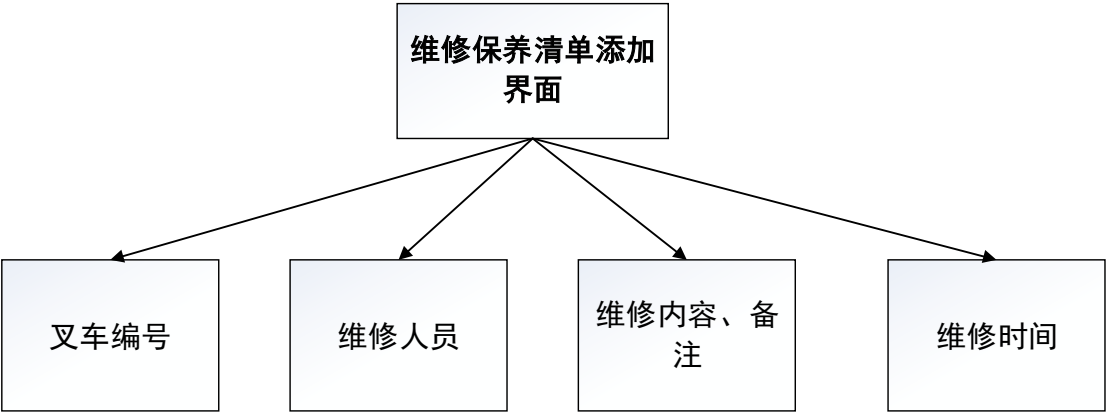 维修保养清单添加
界面
叉车编号
维修人员
维修内容、备
注
维修时间